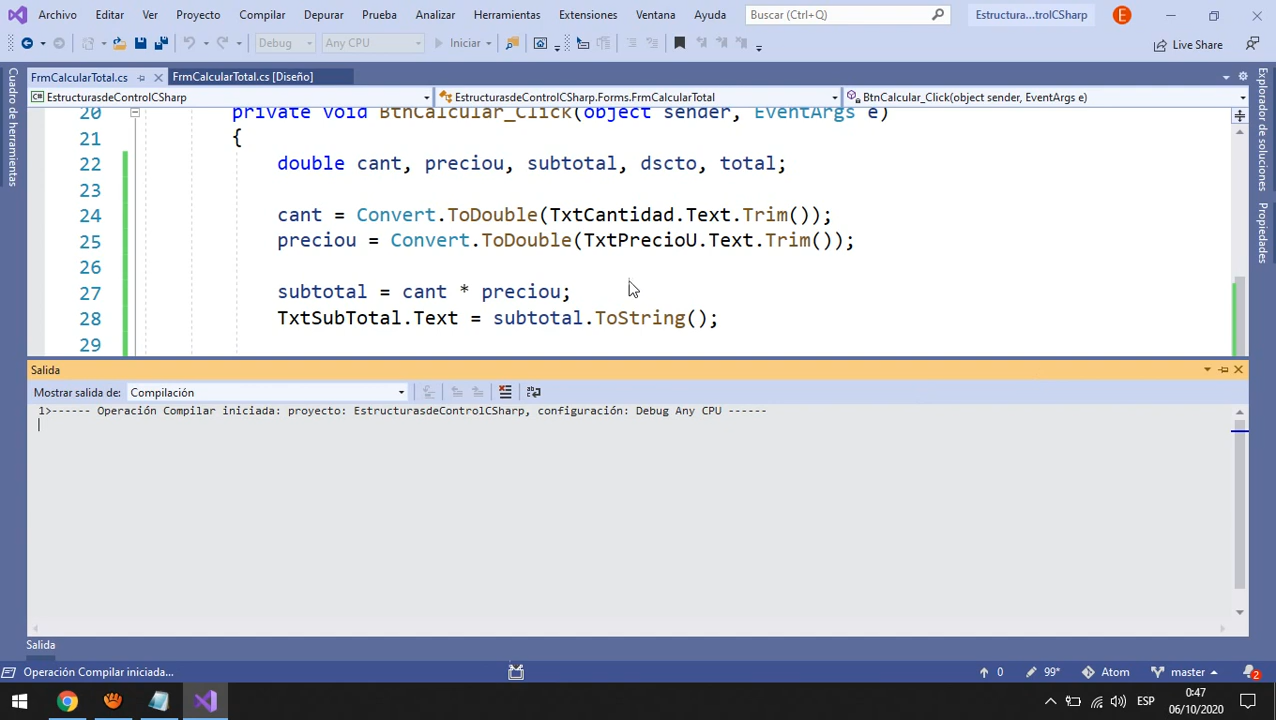 Archivo Editar Ver Proyecto Compilar Depurar Prueba Analizar Herramientas Extensiones Ventana Ayuda Buscar (Ctrl+Q) Estructura...trolCSharp E
Debug Any CPU Iniciar Live Share
FrmCalcularTotal.cs FrmCalcularTotal.cs [Diseño]
EstructurasdeControlCSharp EstructurasdeControlCSharp.Forms.FrmCalcularTotal BtnCalcular_Click(object sender, EventArgs e)
Cuadro de herramientas
Explorador de soluciones
Propiedades
20 private void BtnCalcular_Click(object sender, EventArgs e)
21 {
22 double cant, preciou, subtotal, dscto, total;
23
24 cant = Convert.ToDouble(TxtCantidad.Text.Trim());
25 preciou = Convert.ToDouble(TxtPrecioU.Text.Trim());
26
27 subtotal = cant * preciou;
28 TxtSubTotal.Text = subtotal.ToString();
29
Salida
Mostrar salida de: Compilación
1>------ Operación Compilar iniciada: proyecto: EstructurasdeControlCSharp, configuración: Debug Any CPU ------
Salida
Operación Compilar iniciada... 0 99* Atom master 2
ESP 0:47
06/10/2020